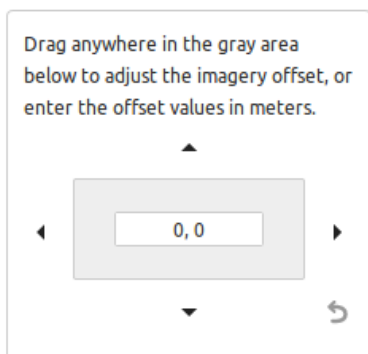 Drag anywhere in the gray area
below to adjust the imagery offset, or
enter the offset values in meters.
0, 0